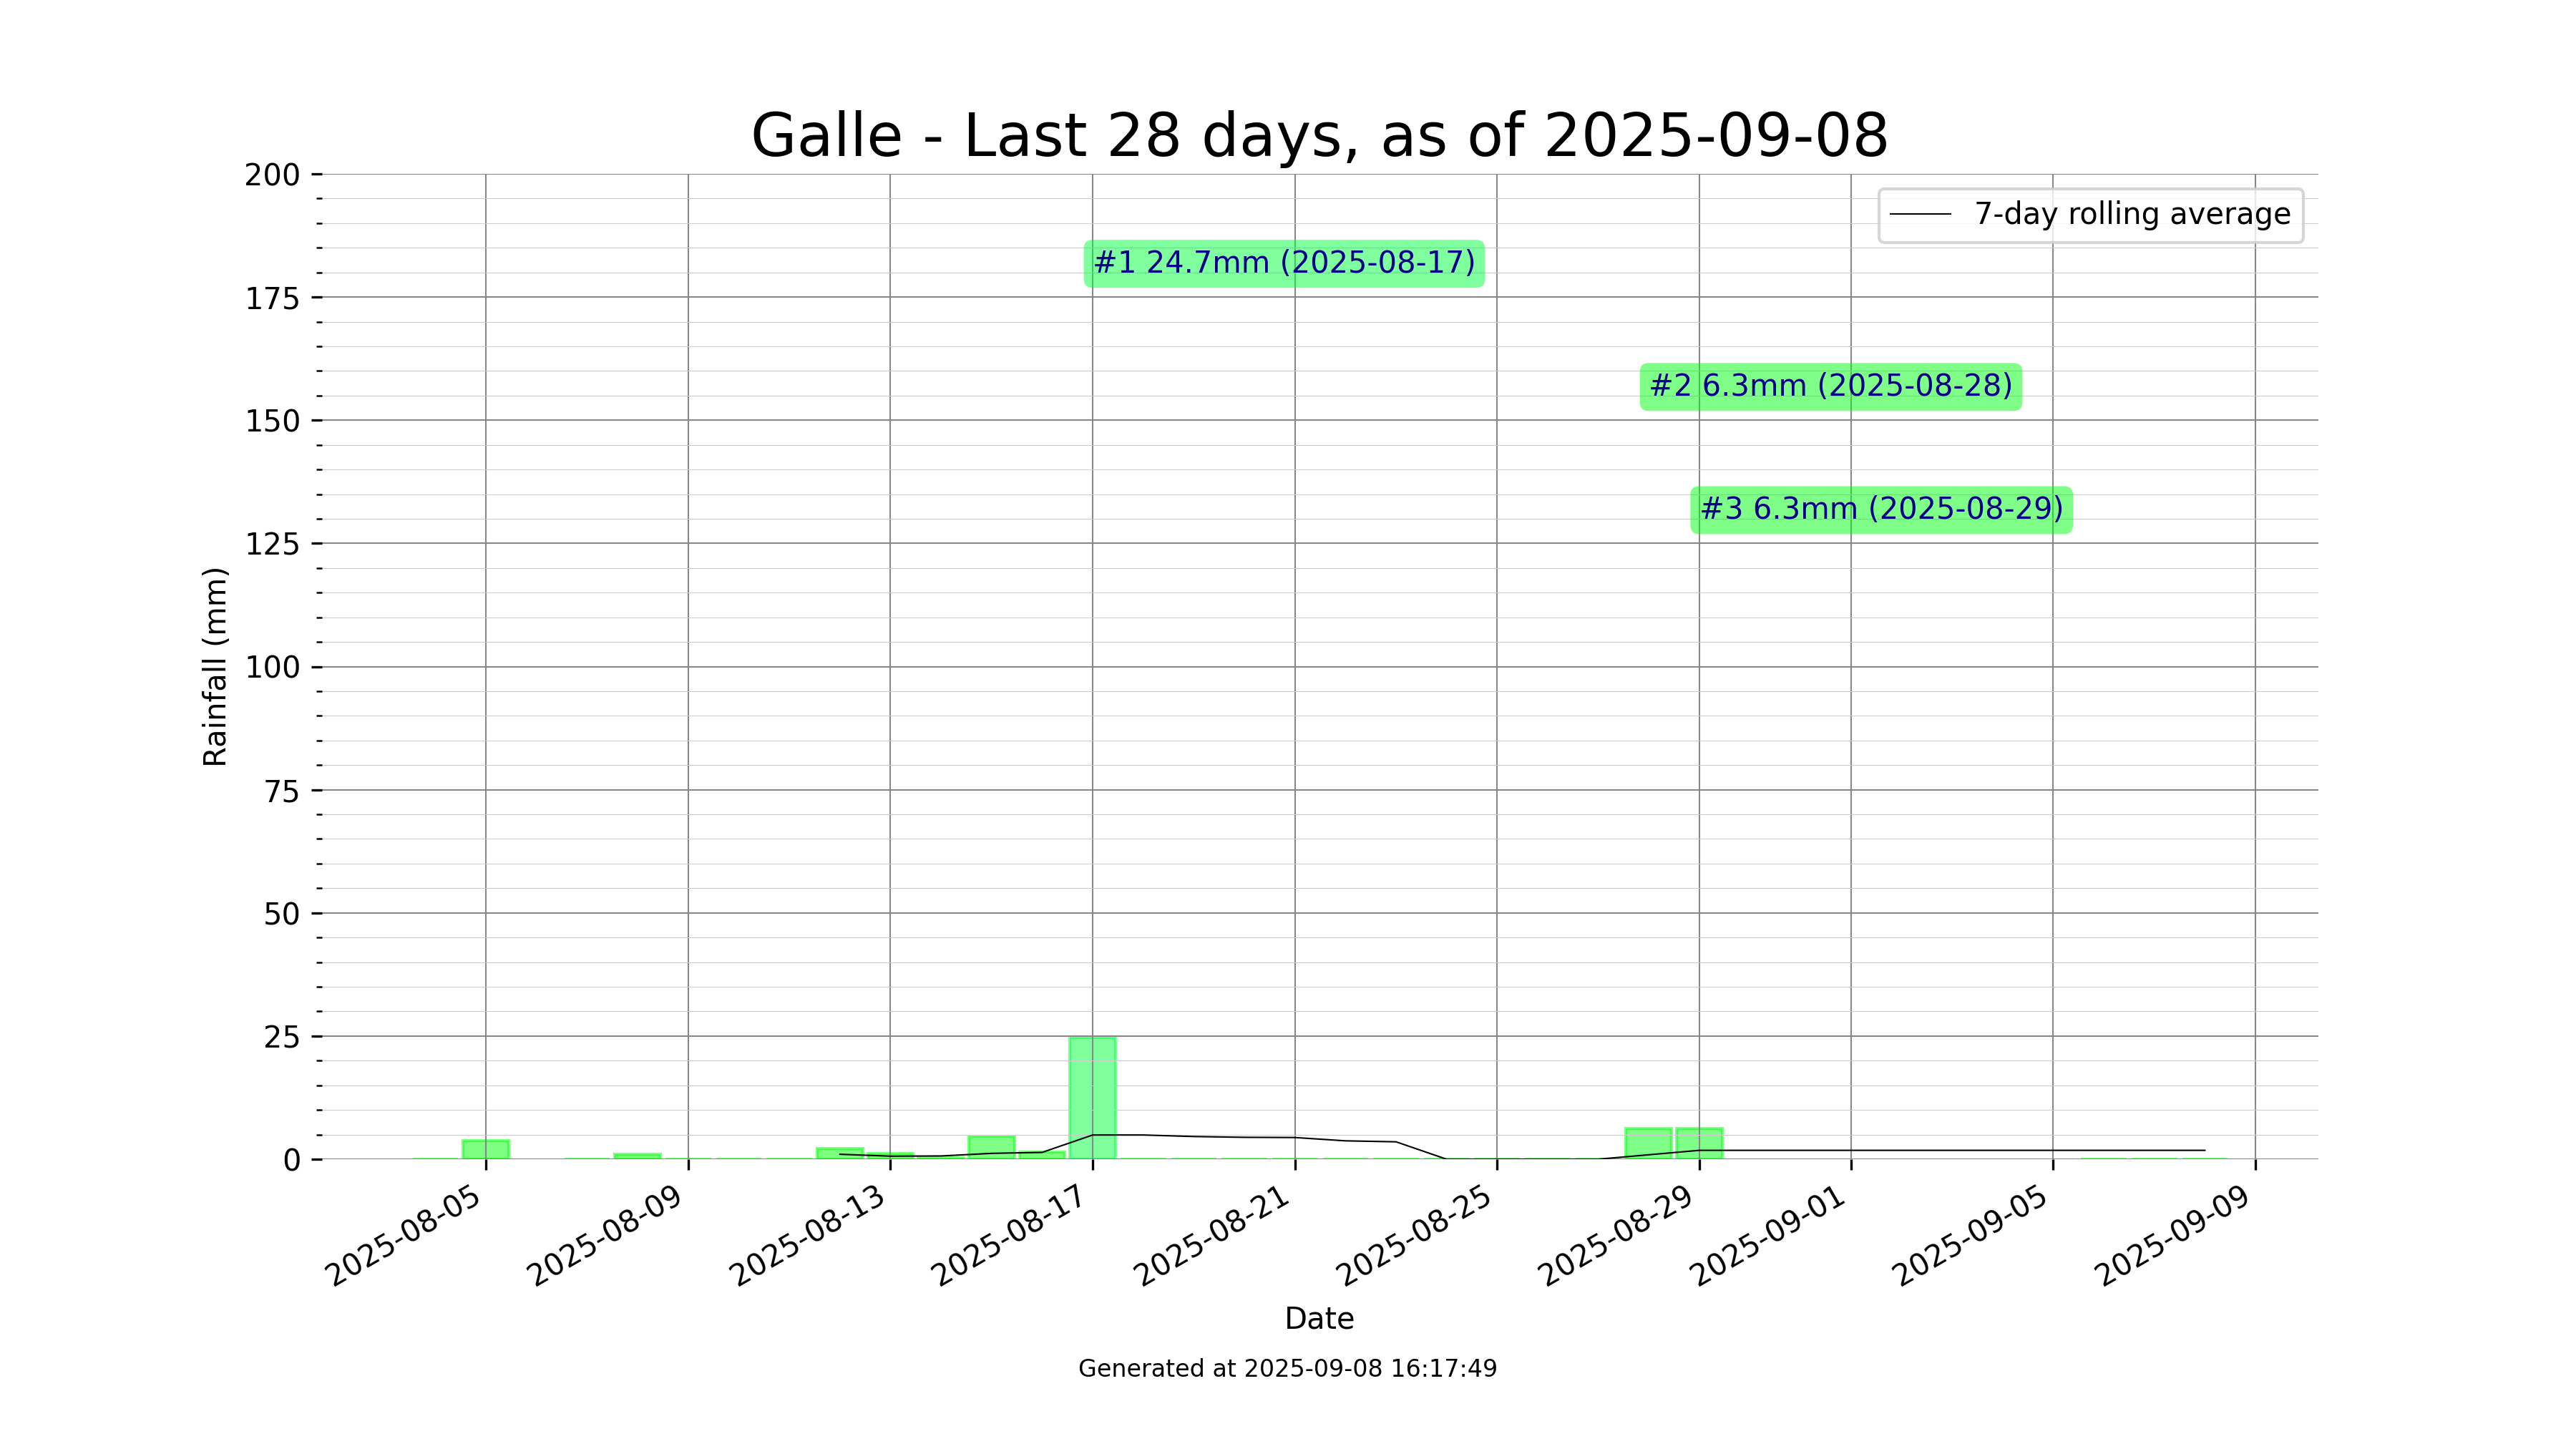 Galle - Last 28 days, as of 2025-09-08
7-day rolling average
#1 24.7mm (2025-08-17)
#2 6.3mm (2025-08-28)
#3 6.3mm (2025-08-29)
Rainfall (mm)
200
175
150
125
100
75
50
25
0
2025-08-05
2025-08-09
2025-08-13
2025-08-17
2025-08-21
2025-08-25
2025-08-29
2025-09-01
2025-09-05
2025-09-09
Date
Generated at 2025-09-08 16:17:49